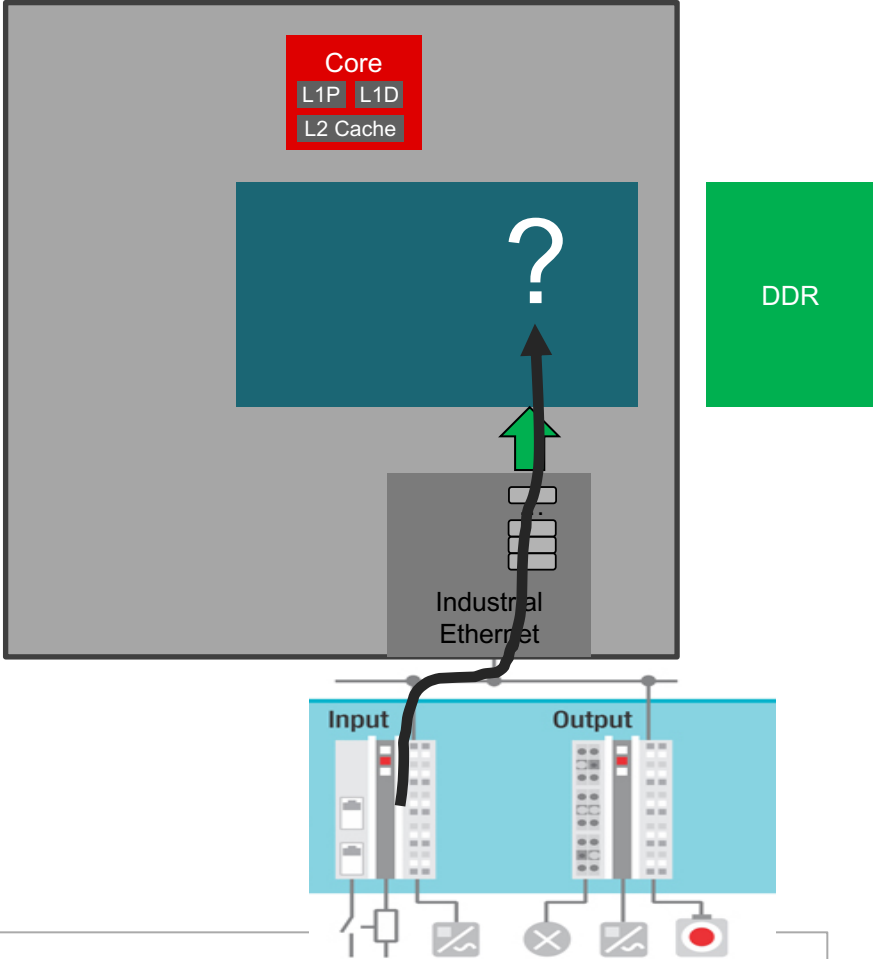 Core
L1P L1D
L2 Cache
?
DDR
...
Industrial
Ethernet
Input
Output